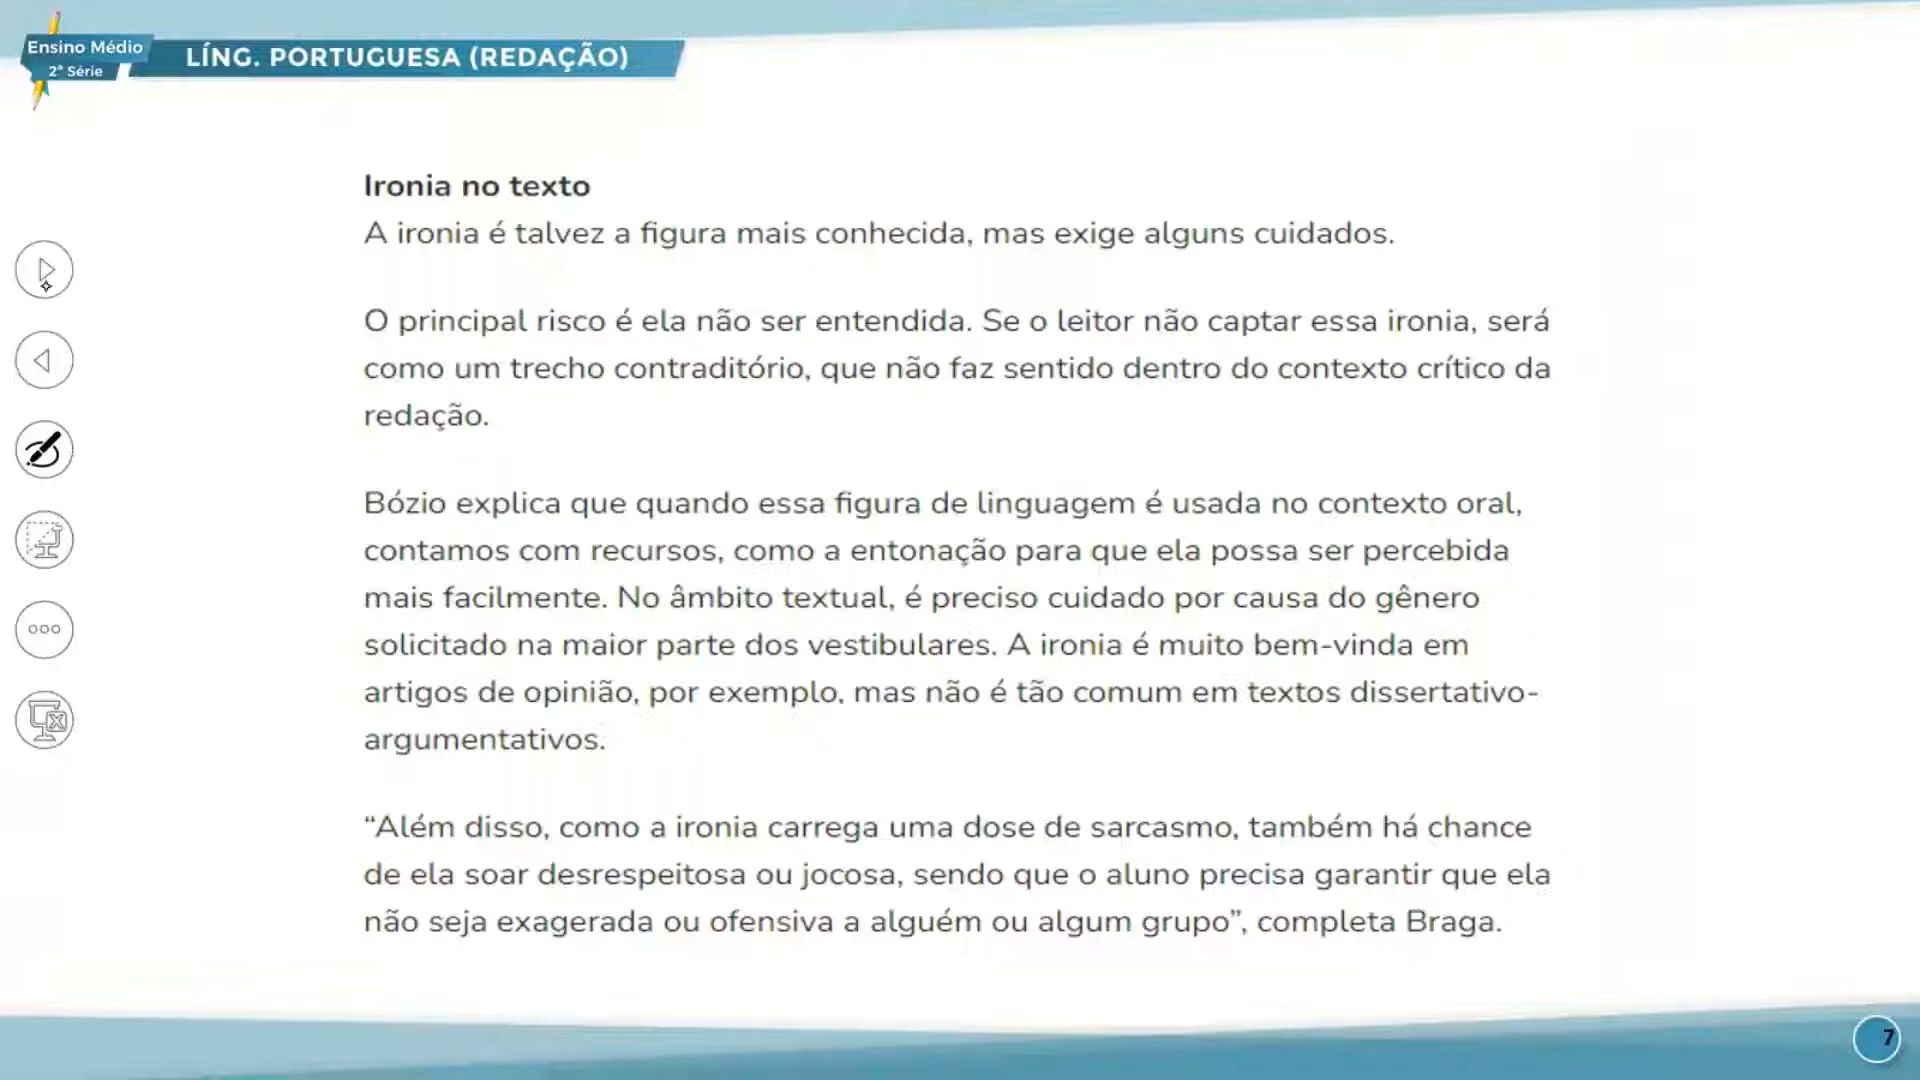 Ensino Médio
2ª Série
LÍNG. PORTUGUESA (REDAÇÃO)
Ironia no texto
A ironia é talvez a figura mais conhecida, mas exige alguns cuidados.
O principal risco é ela não ser entendida. Se o leitor não captar essa ironia, será
como um trecho contraditório, que não faz sentido dentro do contexto crítico da
redação.
Bózio explica que quando essa figura de linguagem é usada no contexto oral,
contamos com recursos, como a entonação para que ela possa ser percebida
mais facilmente. No âmbito textual, é preciso cuidado por causa do gênero
solicitado na maior parte dos vestibulares. A ironia é muito bem-vinda em
artigos de opinião, por exemplo, mas não é tão comum em textos dissertativo-
argumentativos.
“Além disso, como a ironia carrega uma dose de sarcasmo, também há chance
de ela soar desrespeitosa ou jocosa, sendo que o aluno precisa garantir que ela
não seja exagerada ou ofensiva a alguém ou algum grupo”, completa Braga.
7